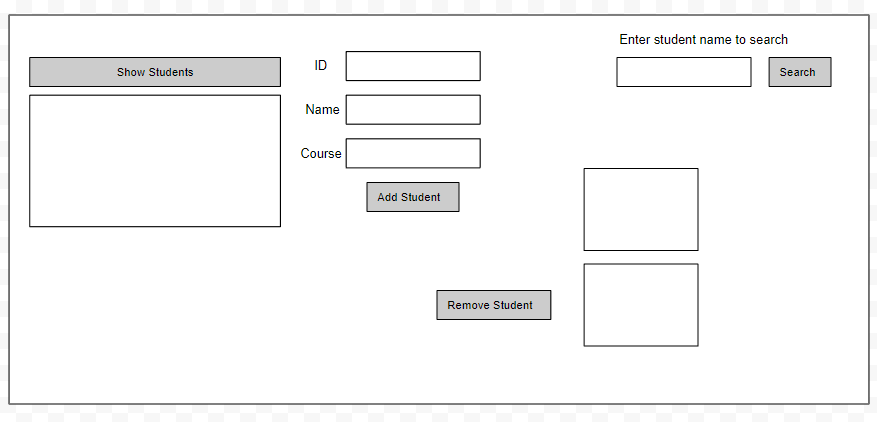 Enter student name to search
Show Students
ID
Search
Name
Course
Add Student
Remove Student